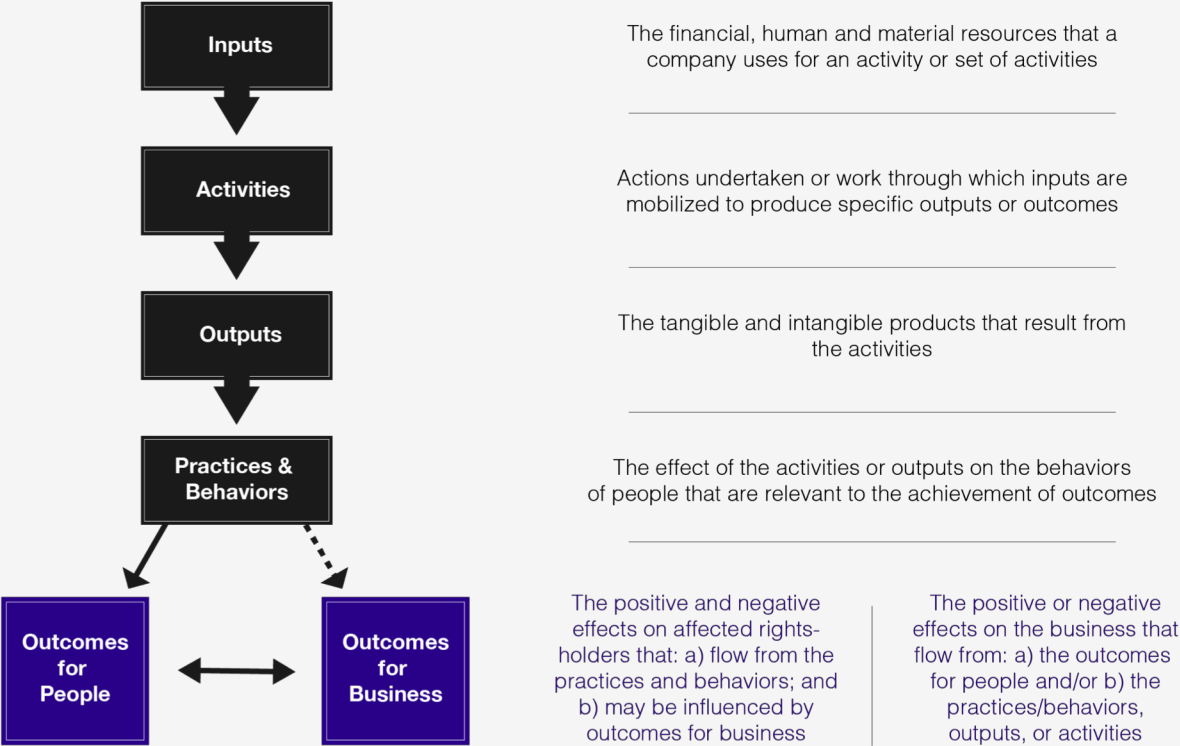 Inputs
The financial, human and material resources that a
company uses for an activity or set of activities
Activities
Actions undertaken or work through which inputs are
mobilized to produce specific outputs or outcomes
Outputs
The tangible and intangible products that result from
the activities
Practices &
Behaviors
The effect of the activities or outputs on the behaviors
of people that are relevant to the achievement of outcomes
Outcomes
for
People
Outcomes
for
Business
The positive and negative
effects on affected rights-
holders that: a) flow from the
practices and behaviors; and
b) may be influenced by
outcomes for business
The positive or negative
effects on the business that
flow from: a) the outcomes
for people and/or b) the
practices/behaviors,
outputs, or activities